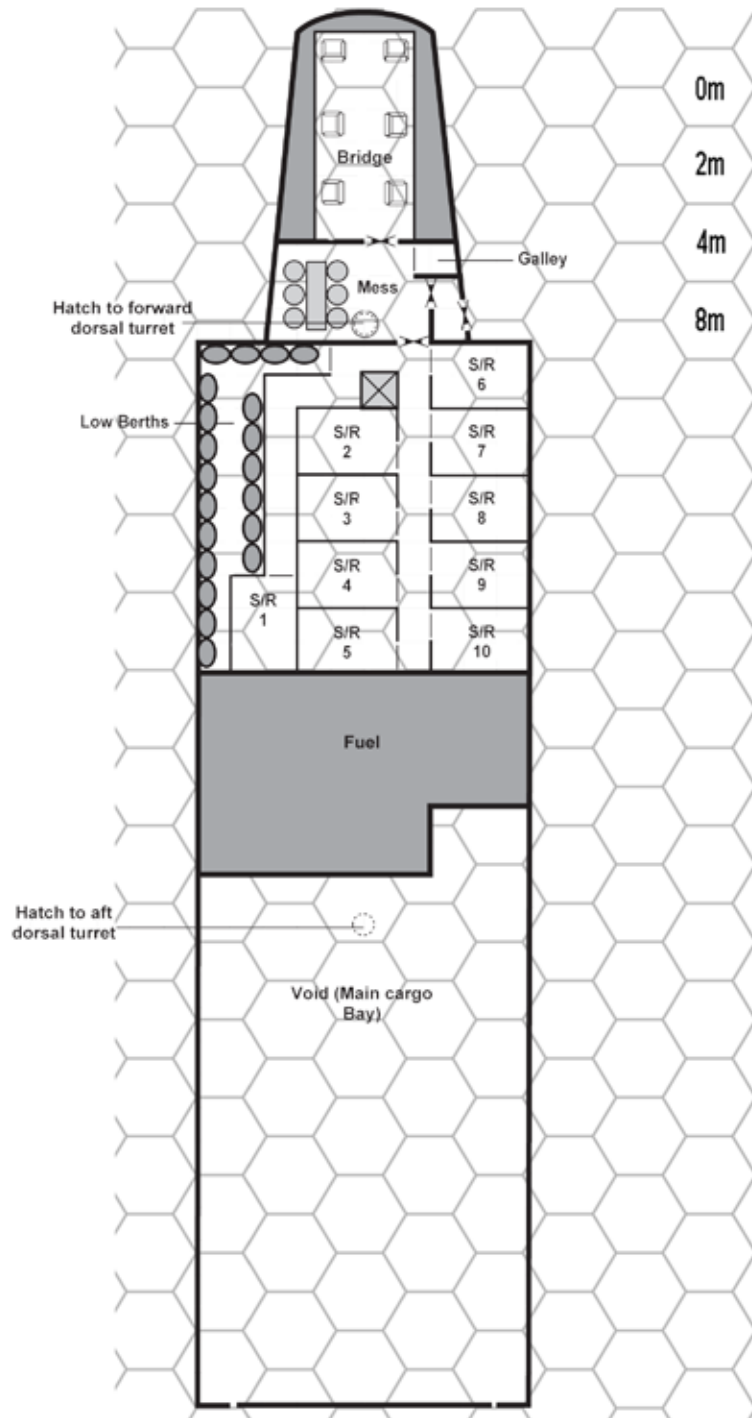 0m
Bridge
2m
4m
Galley
Mess
Hatch to forward
dorsal turret
8m
S/R
6
Low Berths
S/R
2
S/R
7
S/R
3
S/R
8
S/R
4
S/R
9
S/R
1
S/R
5
S/R
10
Fuel
Hatch to aft
dorsal turret
Void (Main cargo
Bay)